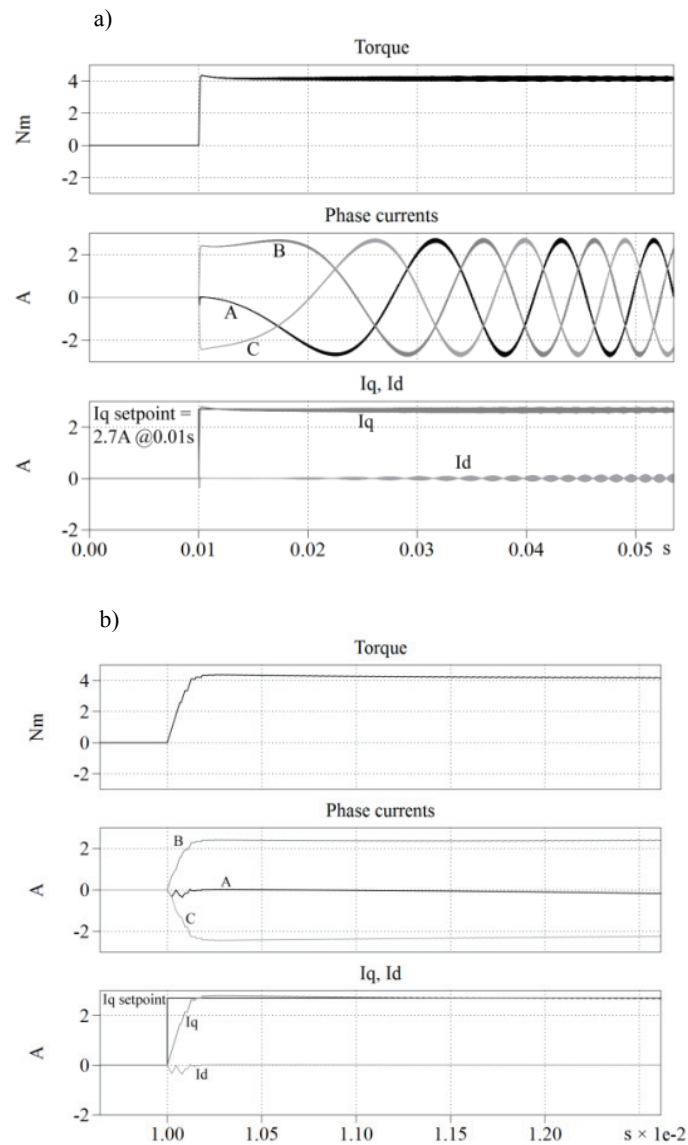 a)
Torque
4
2
0
-2
Nm
Phase currents
2
0
-2
A
B
A
C
Iq, Id
Iq setpoint =
2.7A @0.01s
2
0
-2
A
Iq
Id
0.00 0.01 0.02 0.03 0.04 0.05 s
b)
Torque
4
2
0
-2
Nm
Phase currents
2
0
-2
A
B
A
C
Iq, Id
Iq setpoint
2
0
-2
A
Iq
Id
1.00 1.05 1.10 1.15 1.20 s × 1e-2